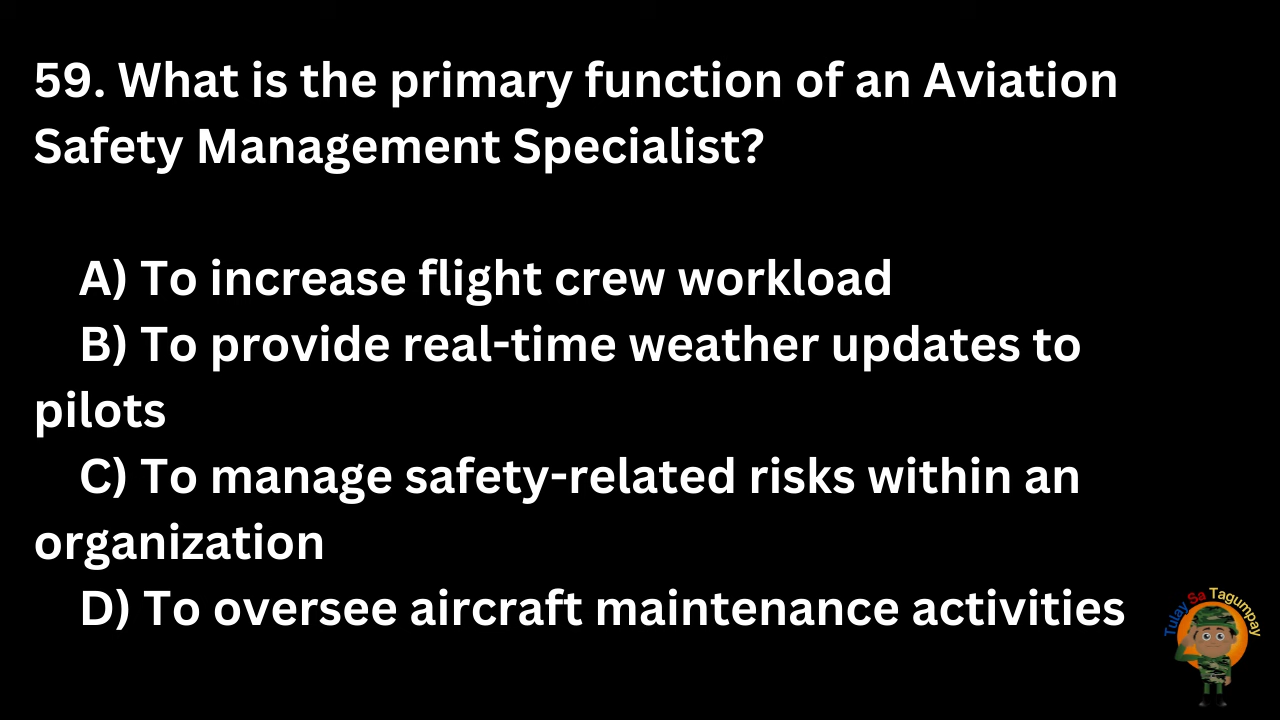 59. What is the primary function of an Aviation
Safety Management Specialist?
A) To increase flight crew workload
B) To provide real-time weather updates to
pilots
C) To manage safety-related risks within an
organization
D) To oversee aircraft maintenance activities
Tulay Sa Tagumpay